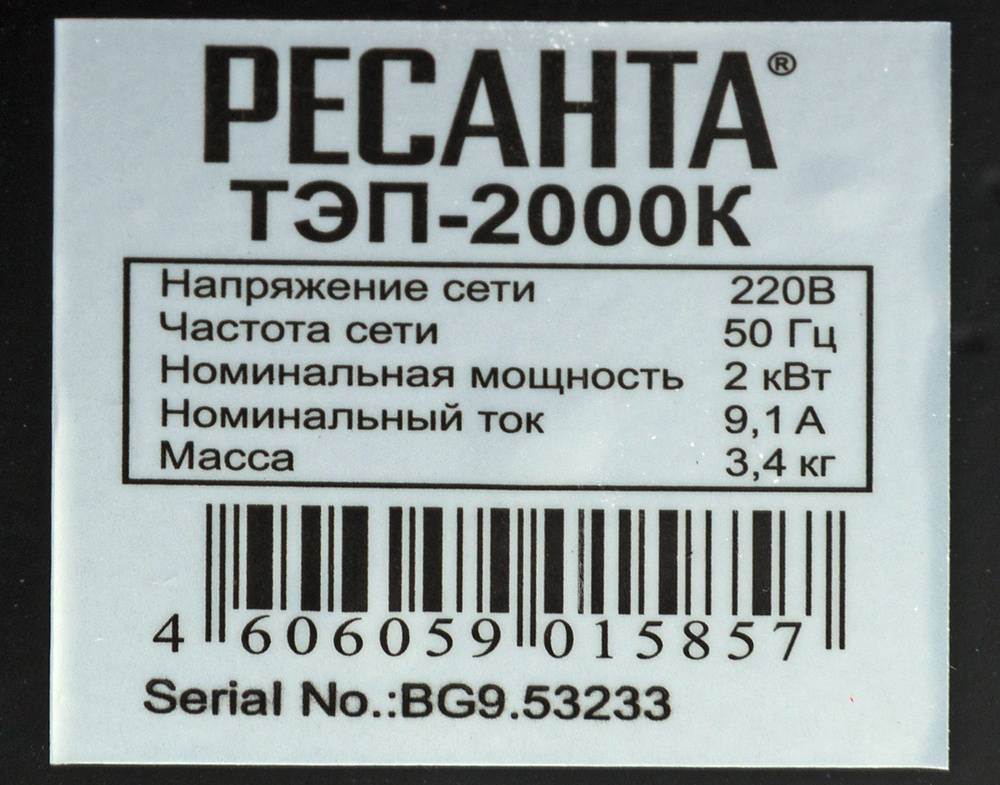 РЕСАНТА®
ТЭП-2000К
Напряжение сети 220В
Частота сети 50 Гц
Номинальная мощность 2 кВт
Номинальный ток 9,1 А
Масса 3,4 кг
4 606059 015857
Serial No.:BG9.53233